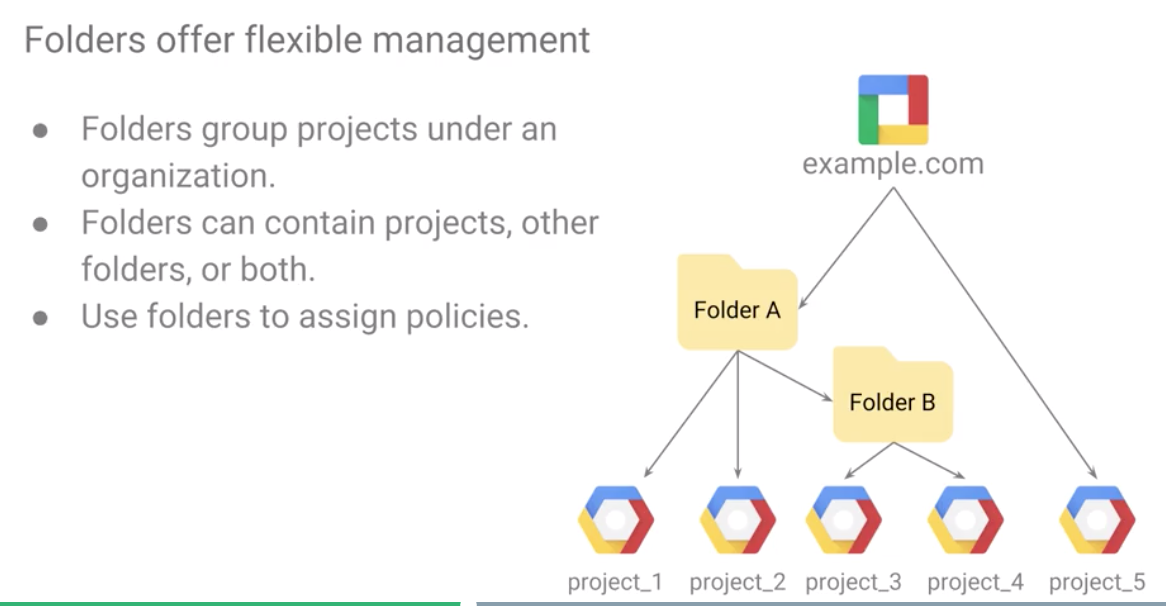 Folders offer flexible management
● Folders group projects under an
organization.
● Folders can contain projects, other
folders, or both.
● Use folders to assign policies.
example.com
Folder A
Folder B
project_1
project_2
project_3
project_4
project_5